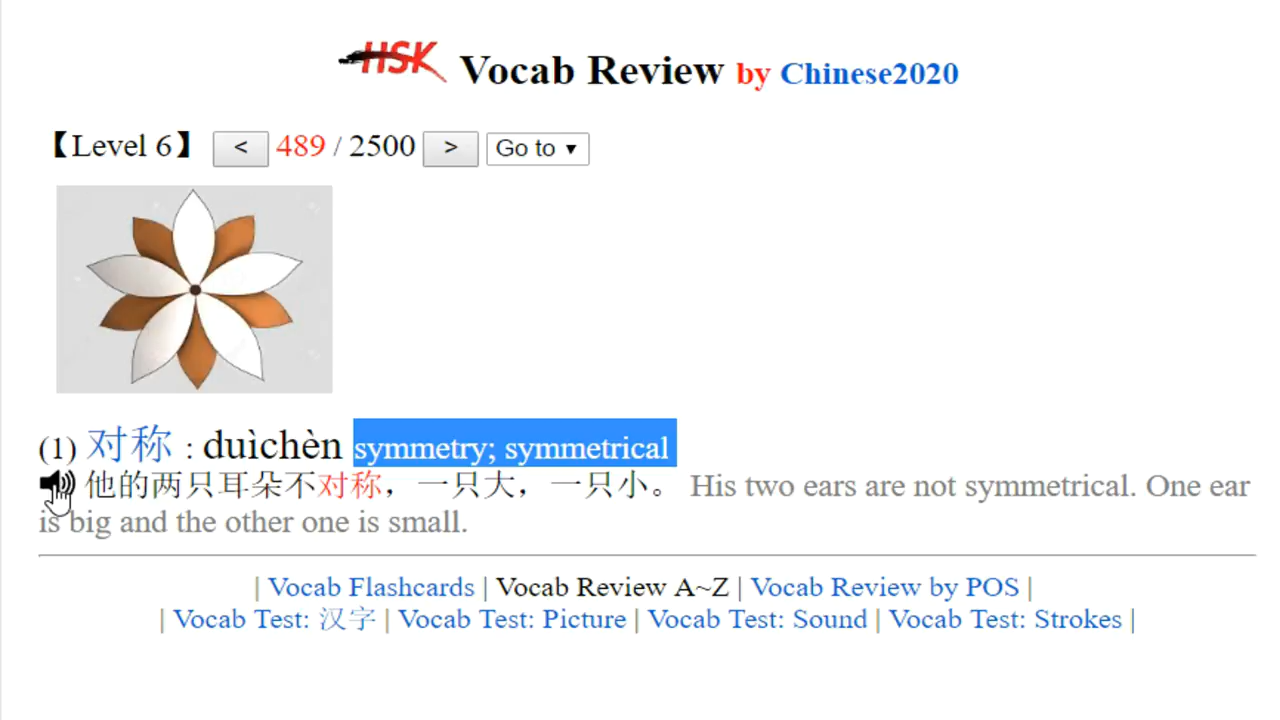 HSK Vocab Review by Chinese2020
【Level 6】 < 489 / 2500 > Go to ▼
(1) 对称 : duìchèn symmetry; symmetrical
他的两只耳朵不对称，一只大，一只小。 His two ears are not symmetrical. One ear
is big and the other one is small.
| Vocab Flashcards | Vocab Review A~Z | Vocab Review by POS |
| Vocab Test: 汉字 | Vocab Test: Picture | Vocab Test: Sound | Vocab Test: Strokes |